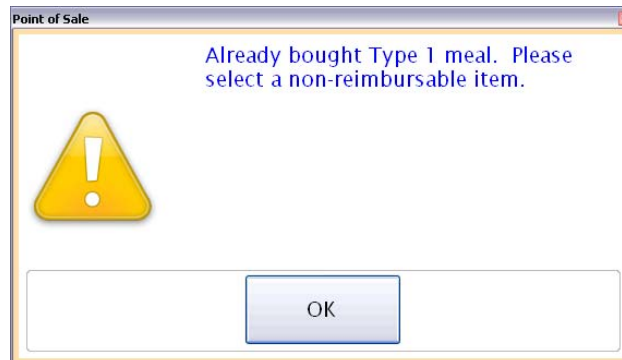 Point of Sale
Already bought Type 1 meal.  Please
select a non-reimbursable item.
OK